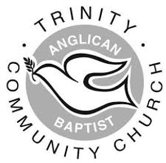 · TRINITY ·
ANGLICAN
BAPTIST
COMMUNITY CHURCH